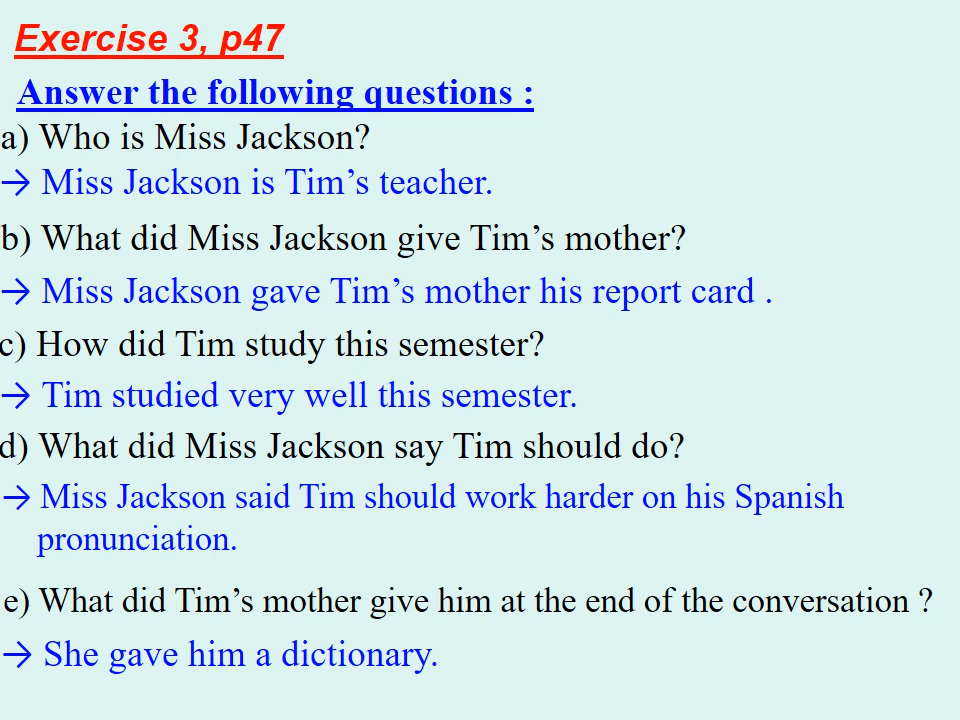 Exercise 3, p47
Answer the following questions :
a) Who is Miss Jackson?
→ Miss Jackson is Tim’s teacher.
b) What did Miss Jackson give Tim’s mother?
→ Miss Jackson gave Tim’s mother his report card .
c) How did Tim study this semester?
→ Tim studied very well this semester.
d) What did Miss Jackson say Tim should do?
→ Miss Jackson said Tim should work harder on his Spanish
pronunciation.
e) What did Tim’s mother give him at the end of the conversation ?
→ She gave him a dictionary.